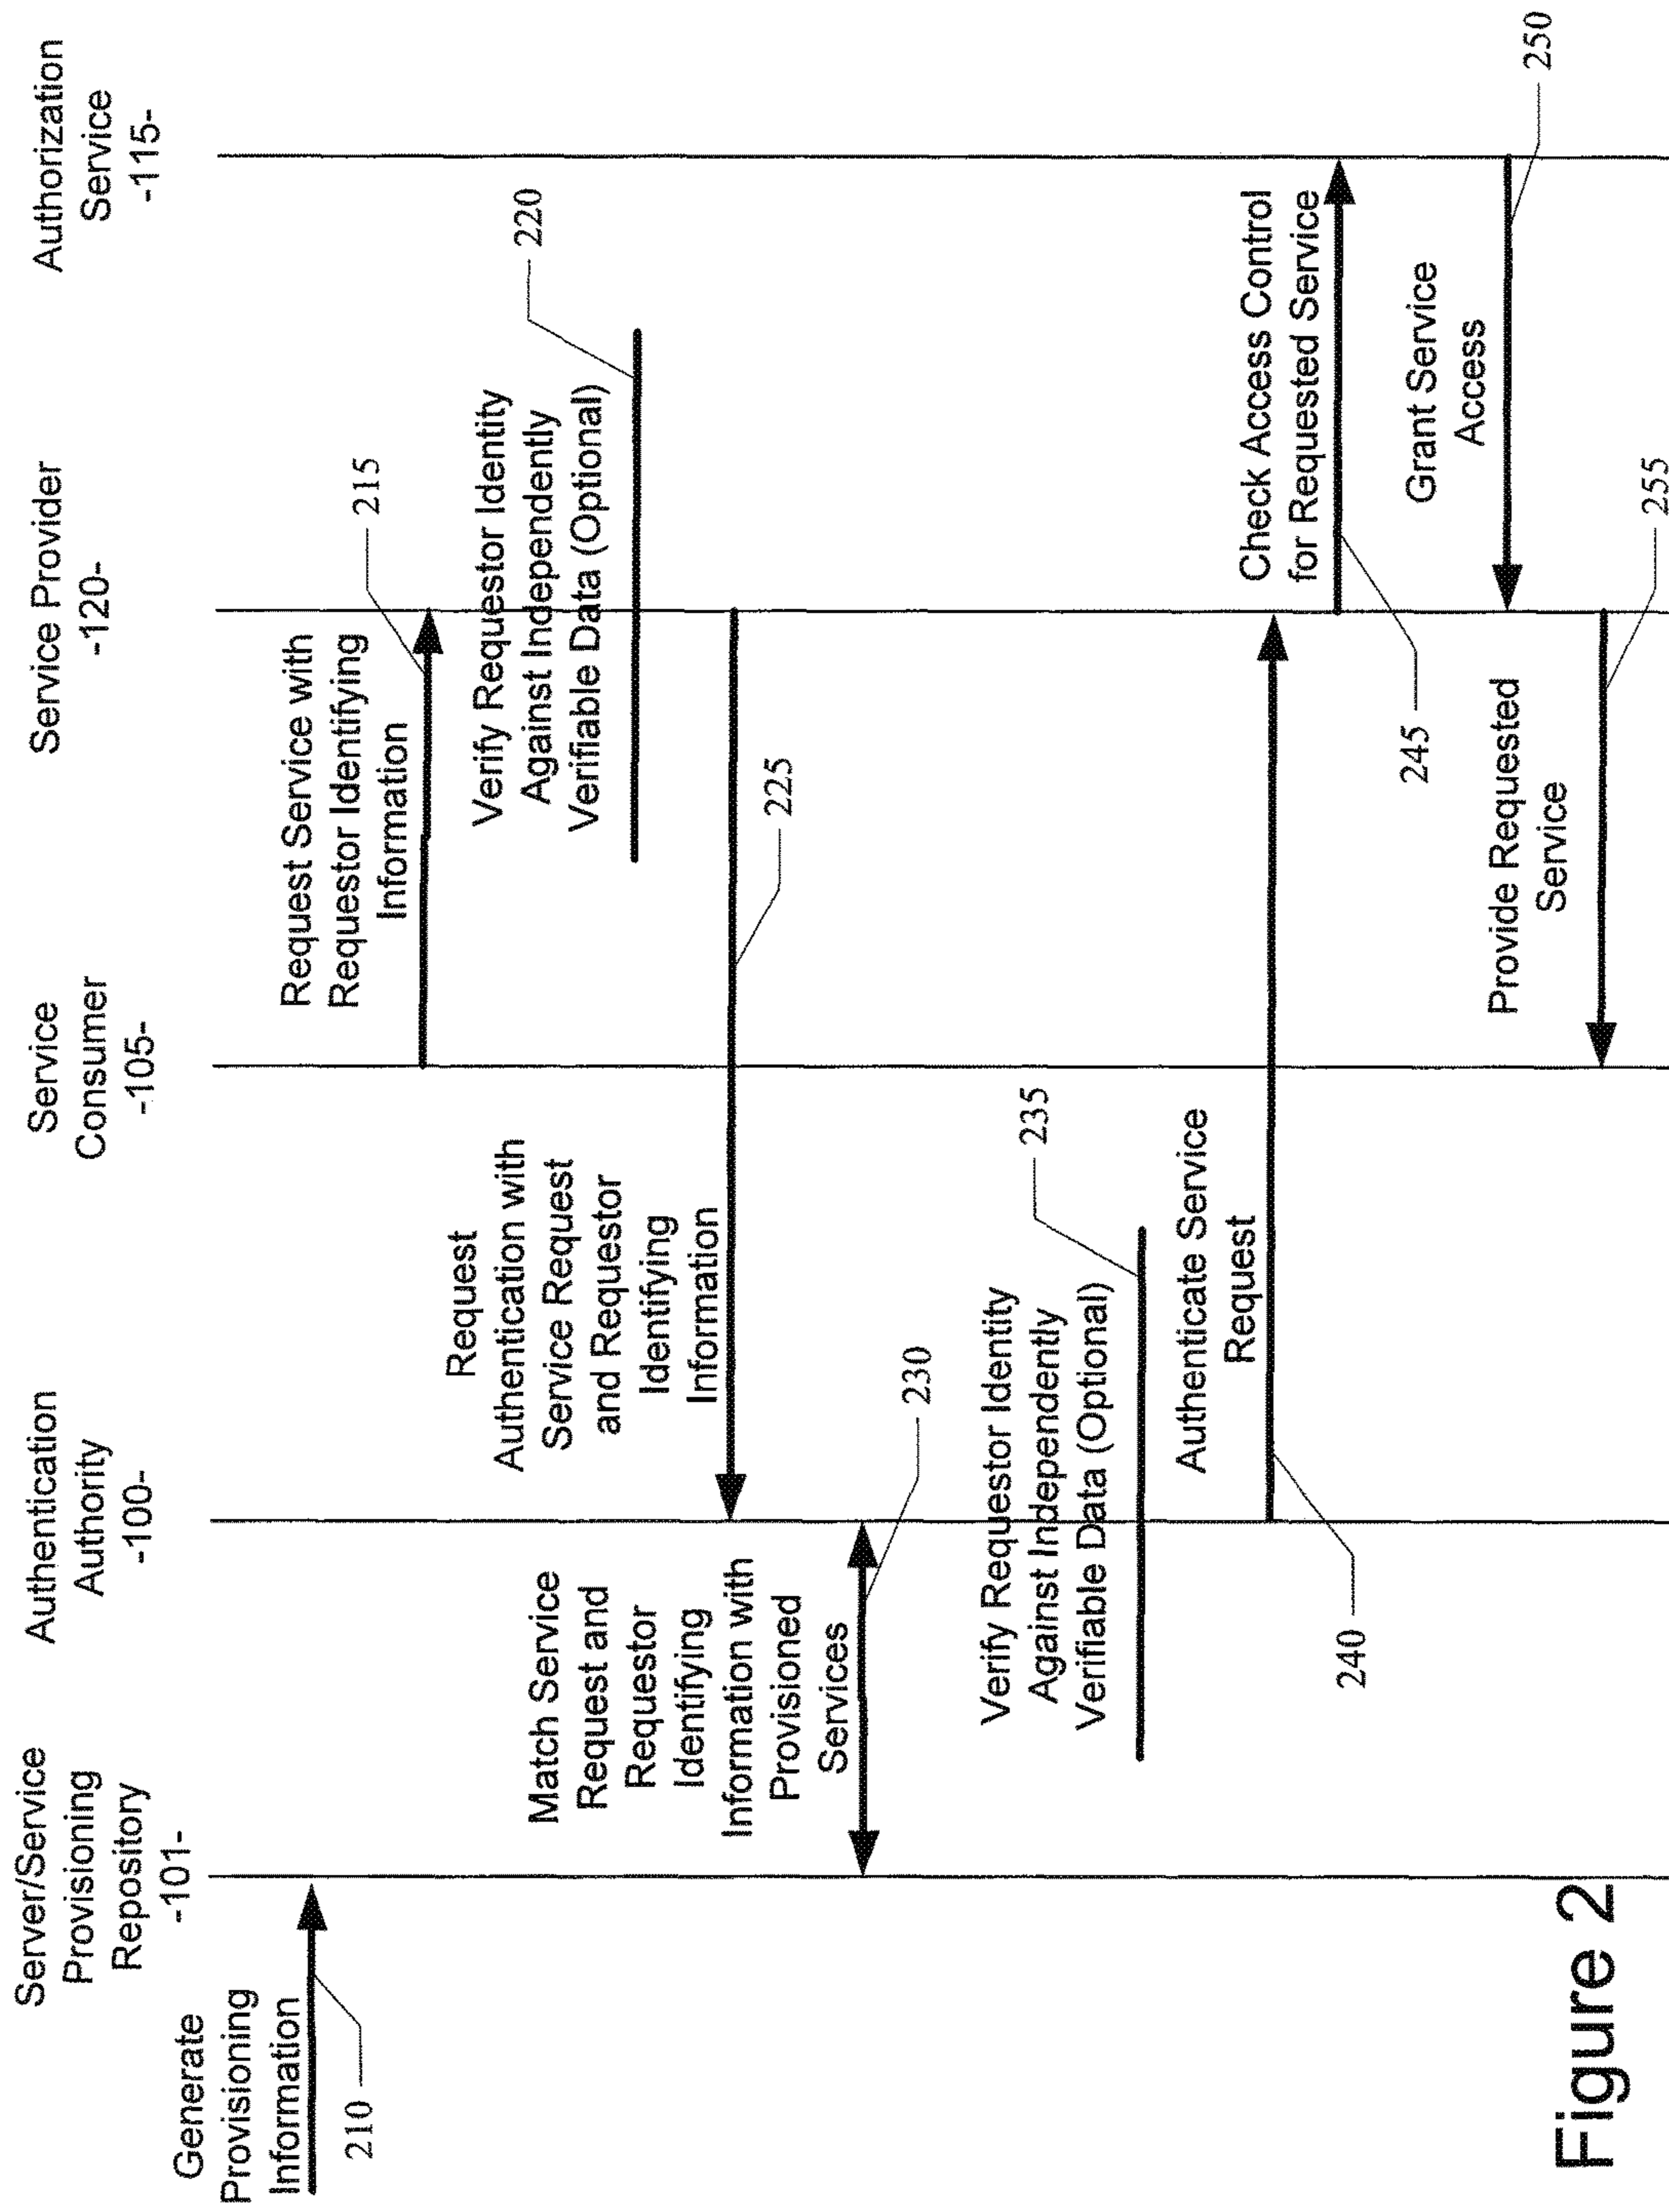 Server/Service
Provisioning
Repository
-101-
Authentication
Authority
-100-
Service
Consumer
-105-
Service Provider
-120-
Authorization
Service
-115-
Generate
Provisioning
Information
210
Request Service with
Requestor Identifying
Information
215
Verify Requestor Identity
Against Independently
Verifiable Data (Optional)
220
Request
Authentication with
Service Request
and Requestor
Identifying
Information
225
Match Service
Request and
Requestor
Identifying
Information with
Provisioned
Services
230
Verify Requestor Identity
Against Independently
Verifiable Data (Optional)
235
Authenticate Service
Request
240
Check Access Control
for Requested Service
245
Grant Service
Access
250
Provide Requested
Service
255
Figure 2